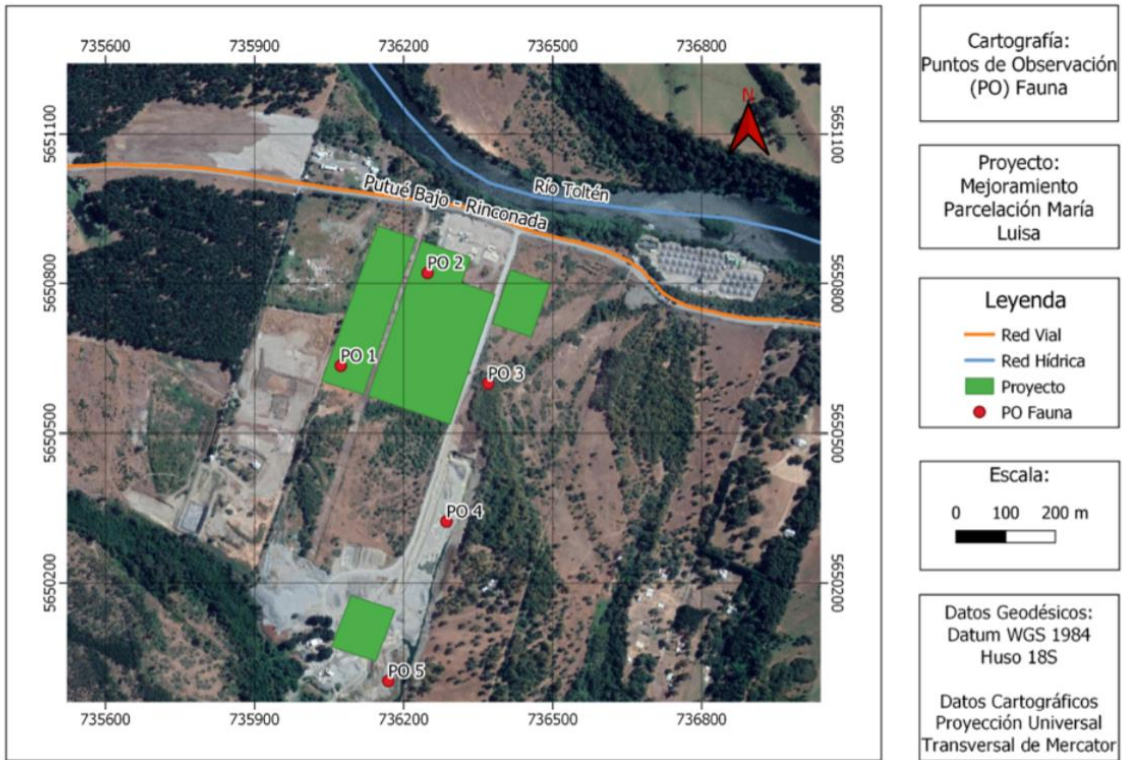 735600 735900 736200 736500 736800
5651100 5651100
N
Río Toltén
Putué Bajo - Rinconada
PO 2
5650800 5650800
PO 1
PO 3
5650500 5650500
PO 4
5650200 5650200
PO 5
735600 735900 736200 736500 736800
Cartografía:
Puntos de Observación
(PO) Fauna
Proyecto:
Mejoramiento
Parcelación María
Luisa
Leyenda
Red Vial
Red Hídrica
Proyecto
PO Fauna
Escala:
0 100 200 m
Datos Geodésicos:
Datum WGS 1984
Huso 18S
Datos Cartográficos
Proyección Universal
Transversal de Mercator